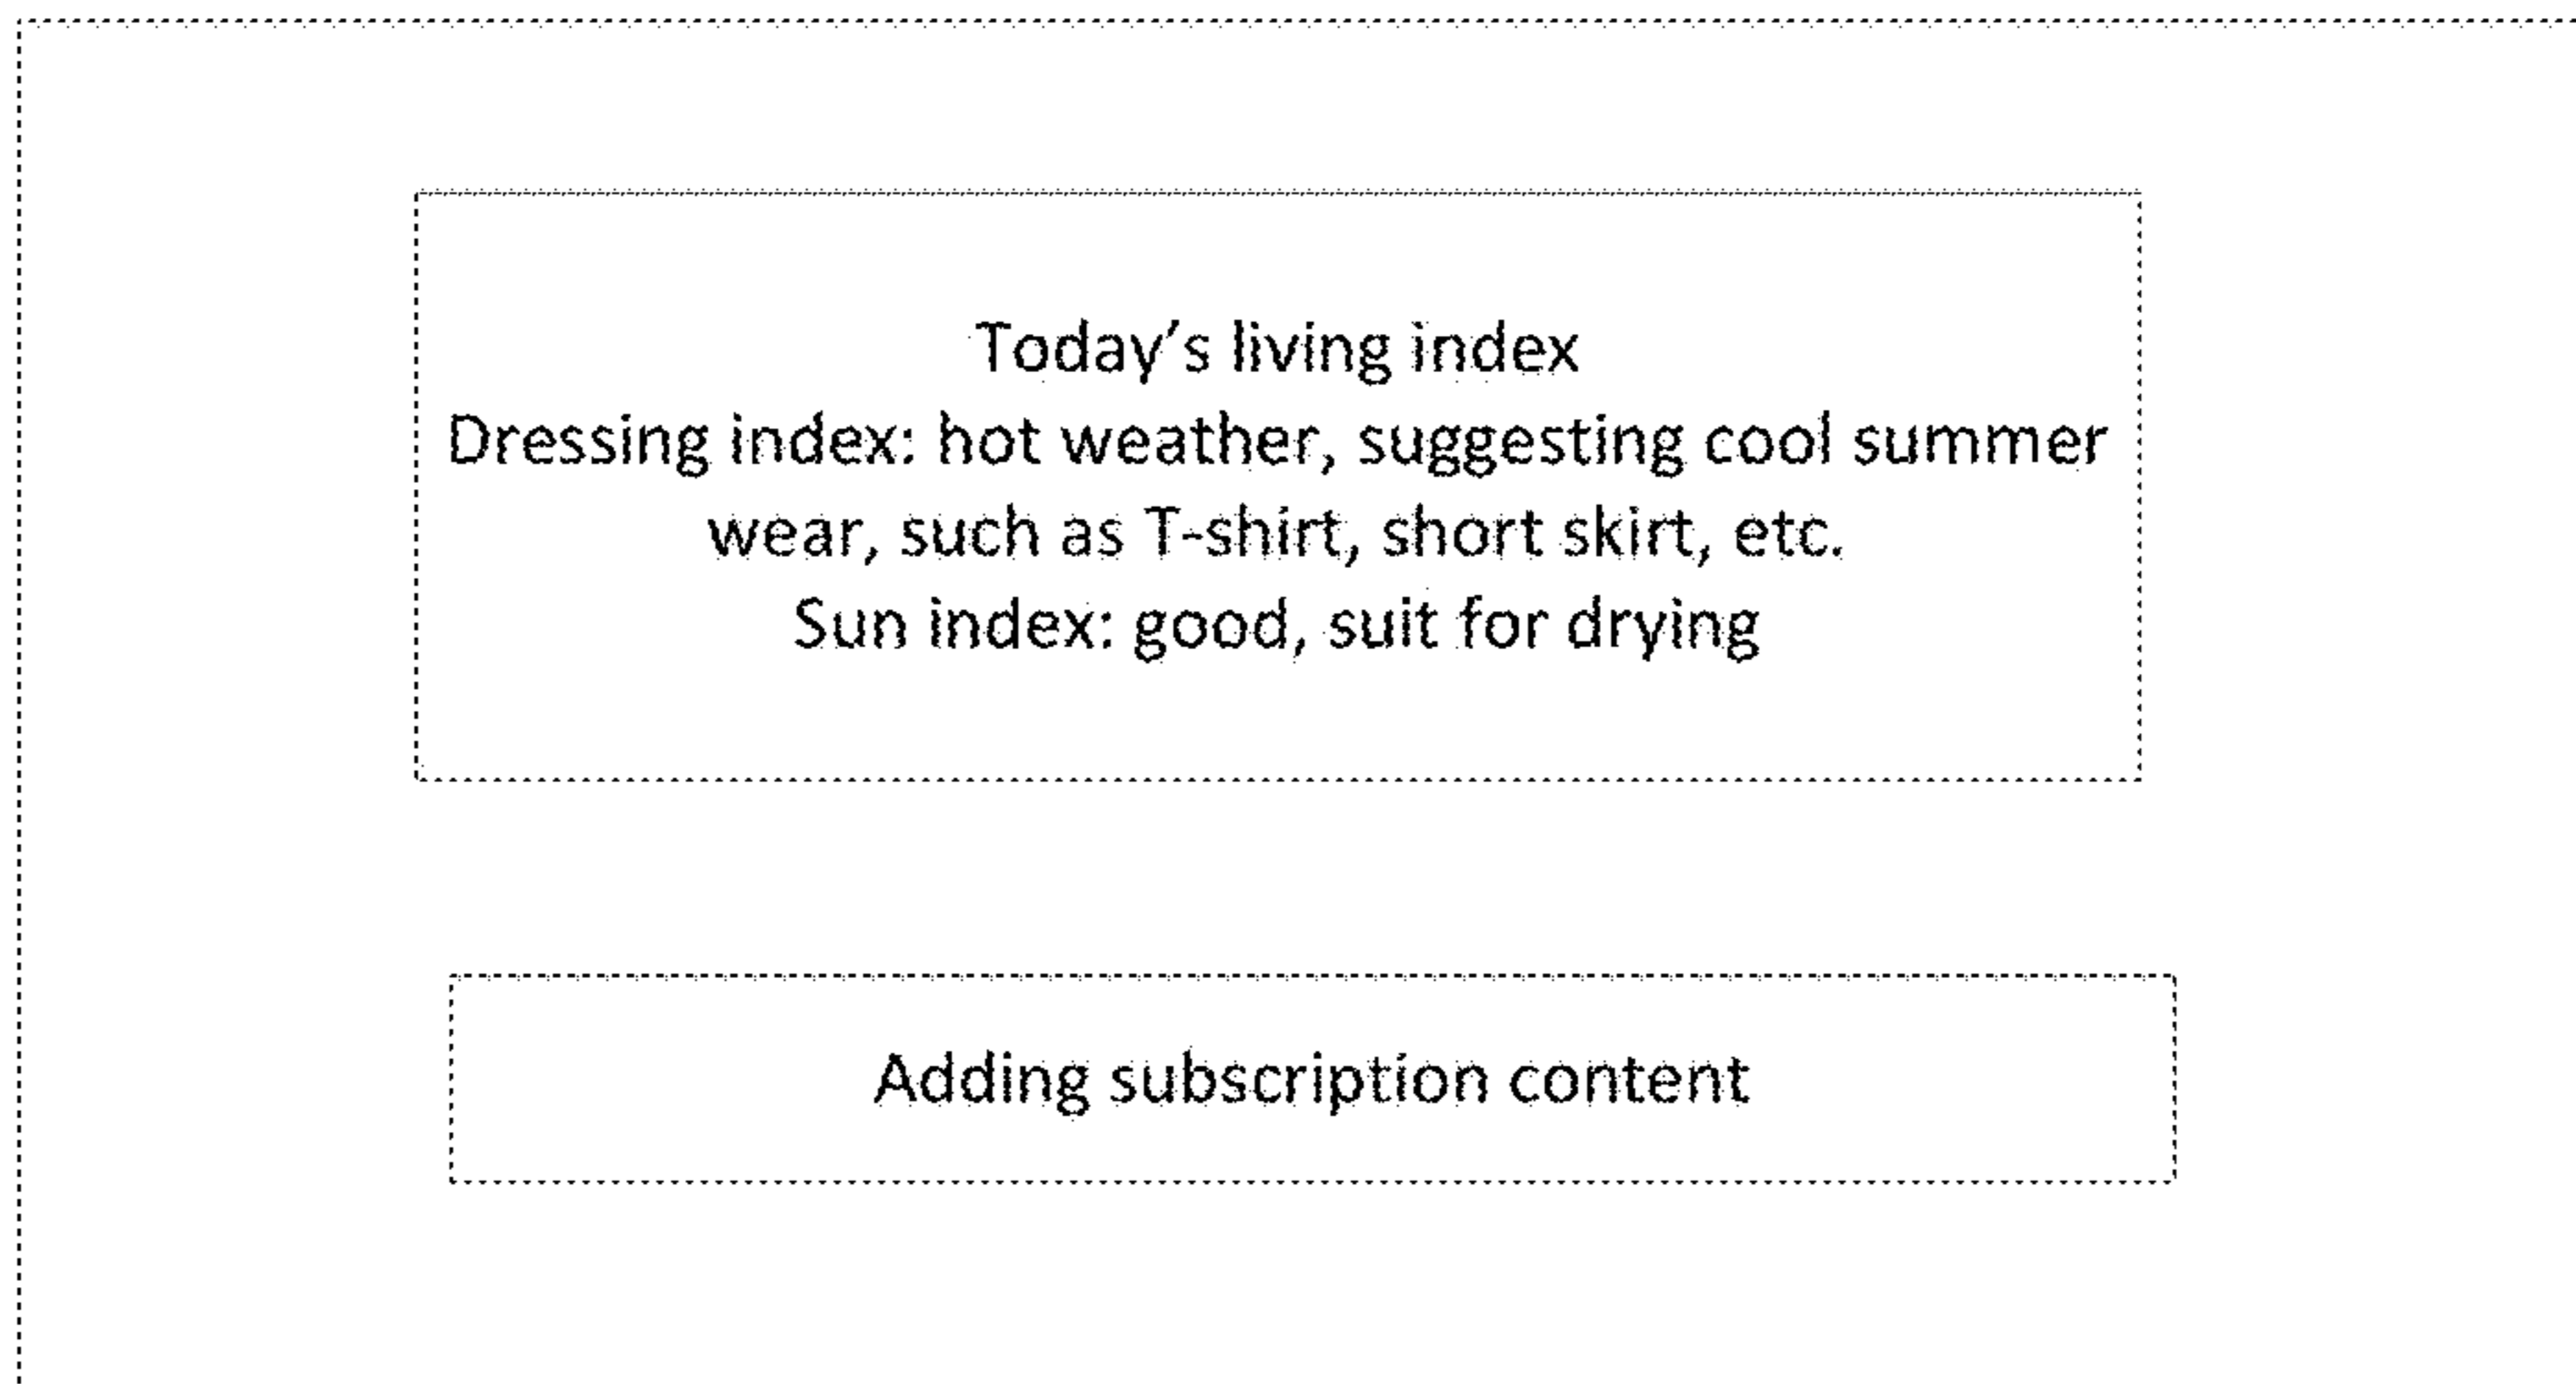 Today’s living index
Dressing index: hot weather, suggesting cool summer
wear, such as T-shirt, short skirt, etc.
Sun index: good, suit for drying
Adding subscription content